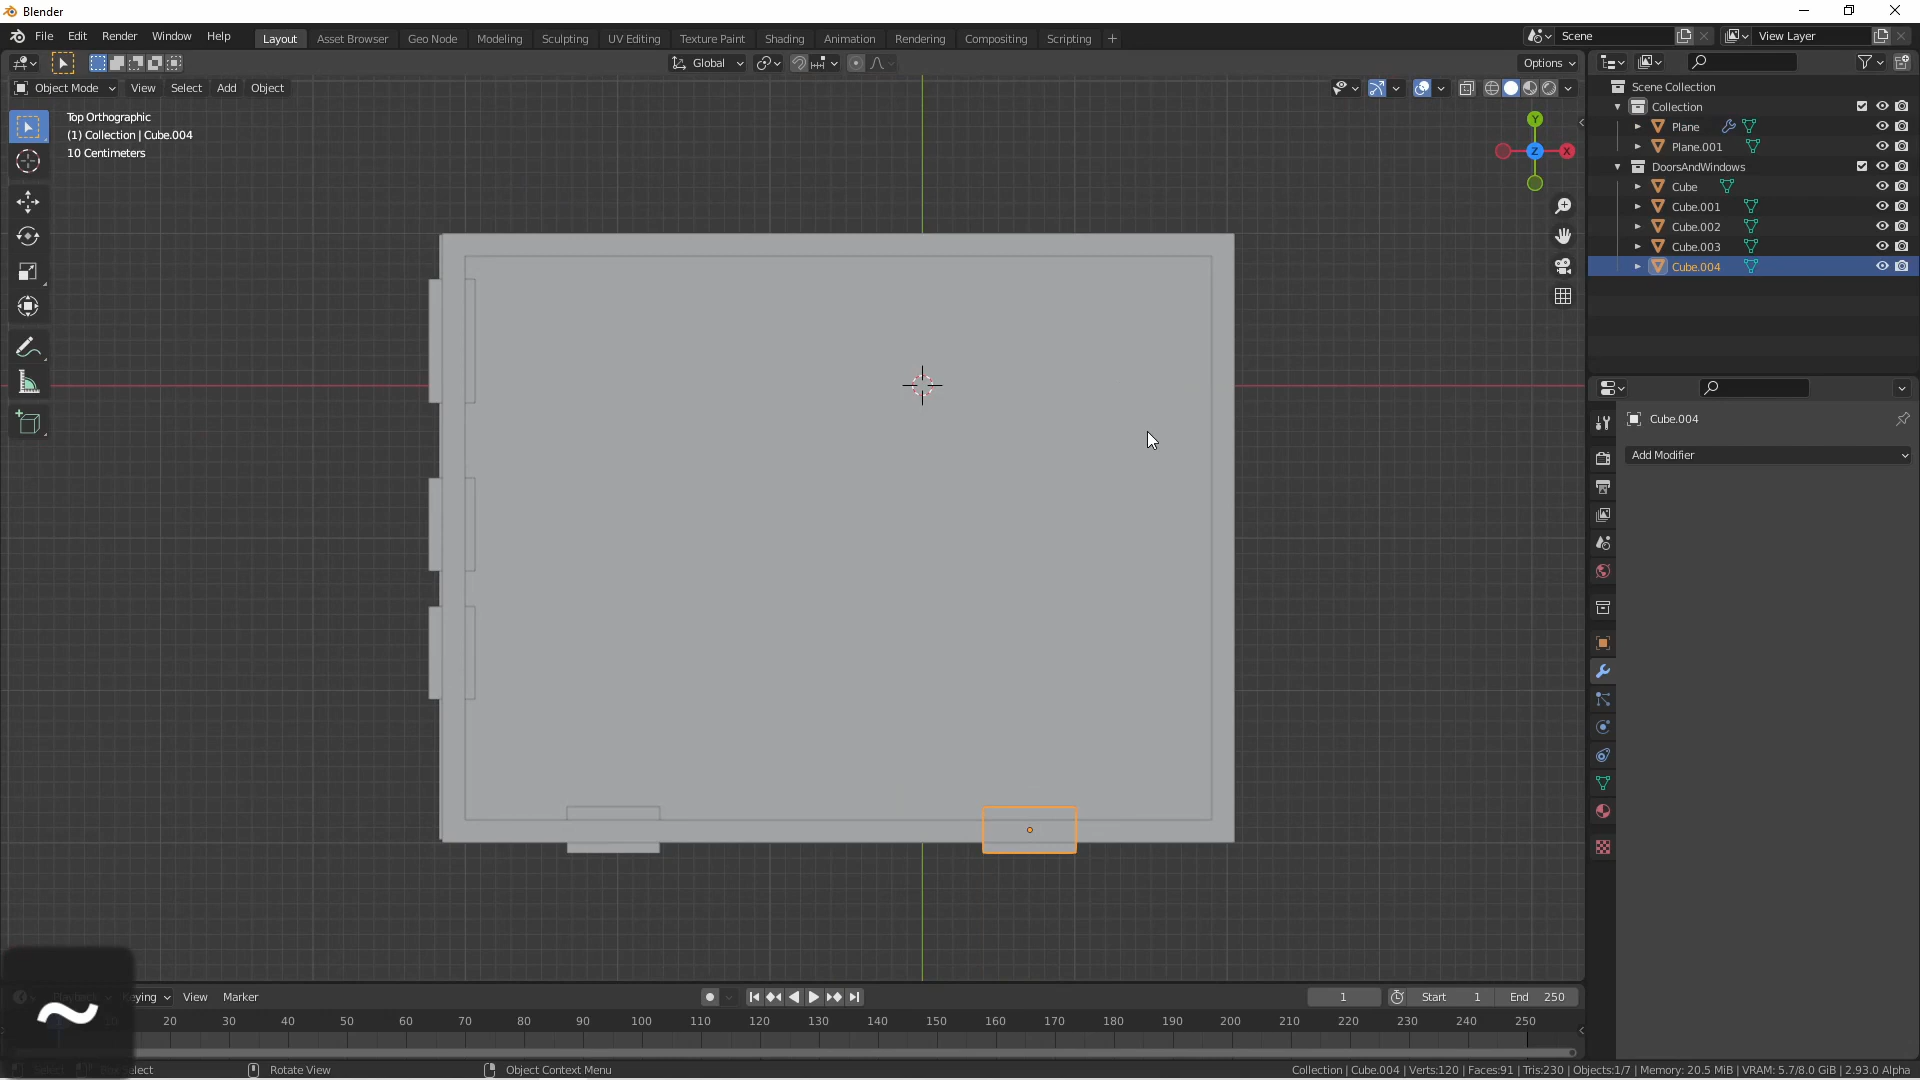 Blender
File Edit Render Window Help
Layout Asset Browser Geo Node Modeling Sculpting UV Editing Texture Paint Shading Animation Rendering Compositing Scripting
Scene
View Layer
Global
Options
Object Mode View Select Add Object
Top Orthographic
(1) Collection | Cube.004
10 Centimeters
Y
X
Z
Scene Collection
Collection
Plane
Plane.001
DoorsAndWindows
Cube
Cube.001
Cube.002
Cube.003
Cube.004
Cube.004
Add Modifier
~
Playback Keying View Marker
1
Start 1
End 250
20 30 40 50 60 70 80 90 100 110 120 130 140 150 160 170 180 190 200 210 220 230 240 250
Select Box Select Rotate View Object Context Menu
Collection | Cube.004 | Verts:120 | Faces:91 | Tris:230 | Objects:1/7 | Memory: 20.5 MiB | VRAM: 5.7/8.0 GiB | 2.93.0 Alpha